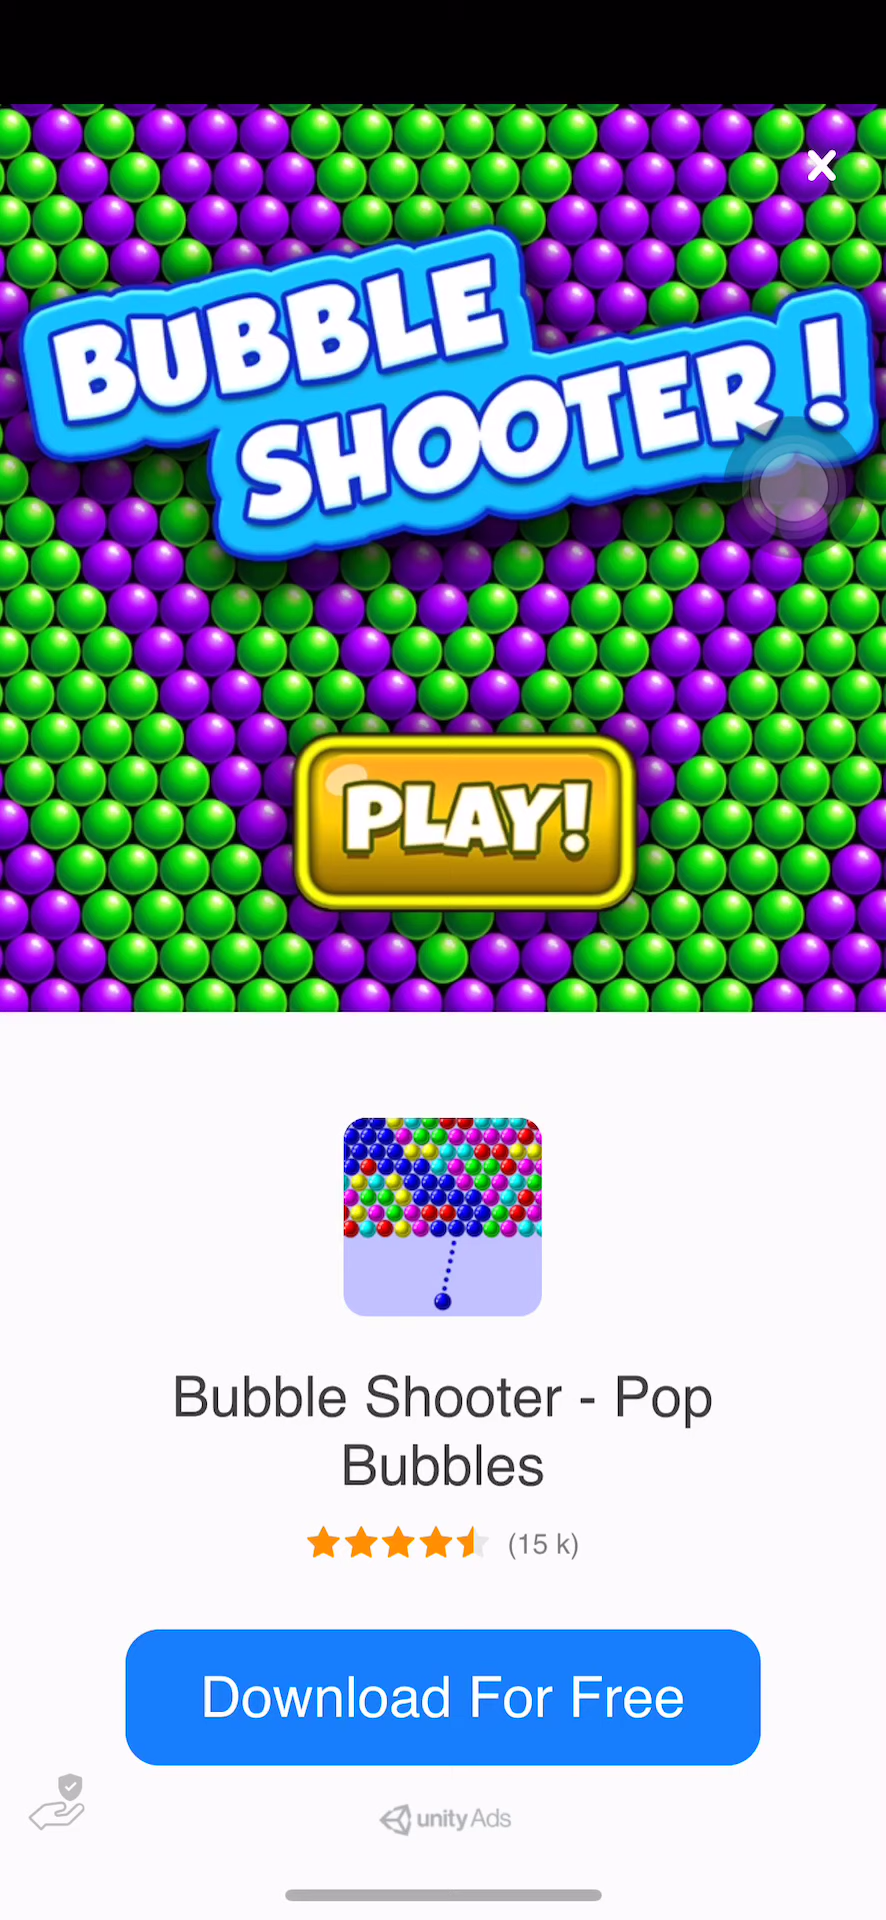 BUBBLE
SHOOTER!
PLAY!
Bubble Shooter - Pop
Bubbles
(15 k)
Download For Free
unity Ads